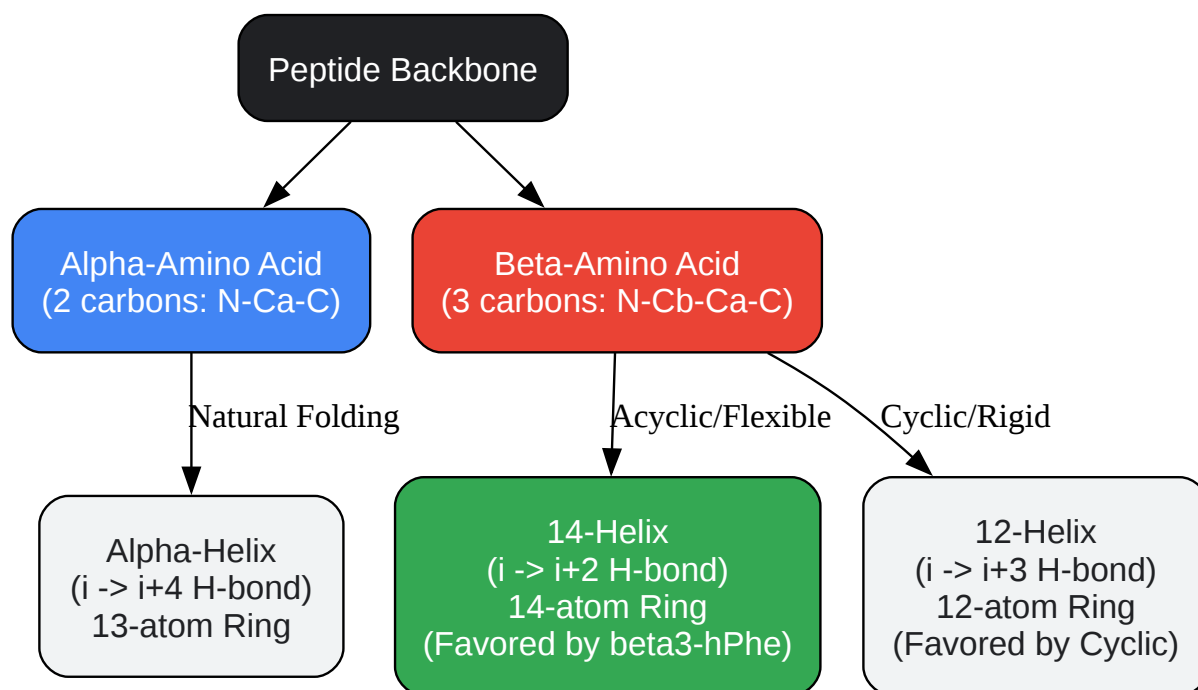 Peptide Backbone
Alpha-Amino Acid
(2 carbons: N-Ca-C)
Beta-Amino Acid
(3 carbons: N-Cb-Ca-C)
Natural Folding
Acyclic/Flexible
Cyclic/Rigid
Alpha-Helix
(i -> i+4 H-bond)
13-atom Ring
14-Helix
(i -> i+2 H-bond)
14-atom Ring
(Favored by beta3-hPhe)
12-Helix
(i -> i+3 H-bond)
12-atom Ring
(Favored by Cyclic)